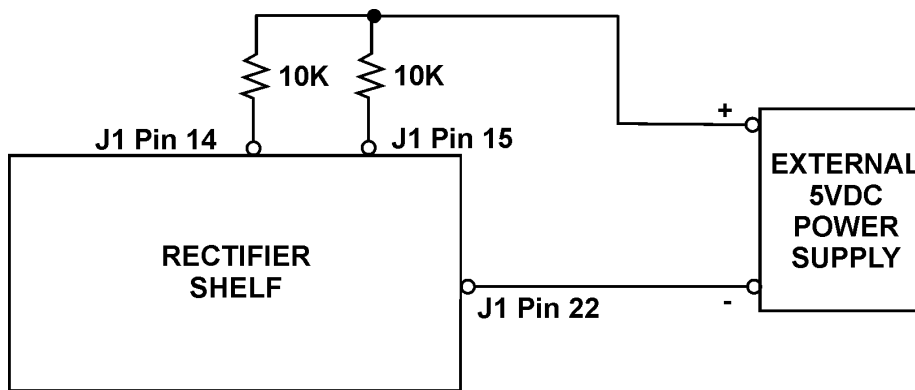 10K
10K
J1 Pin 14
J1 Pin 15
+
EXTERNAL
5VDC
POWER
SUPPLY
RECTIFIER
SHELF
J1 Pin 22
-